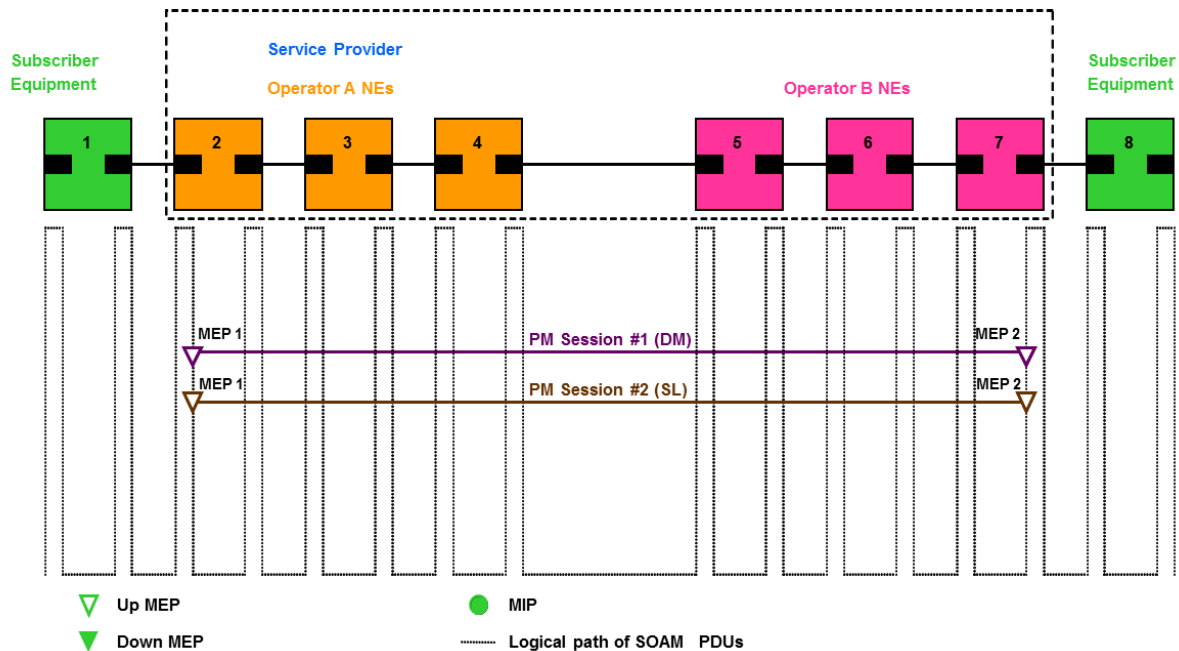 Service Provider
Subscriber
Equipment
Operator A NEs
Operator B NEs
Subscriber
Equipment
1
2
3
4
5
6
7
8
MEP 1
PM Session #1 (DM)
MEP 2
MEP 1
PM Session #2 (SL)
MEP 2
Up MEP
MIP
Down MEP
Logical path of SOAM PDUs